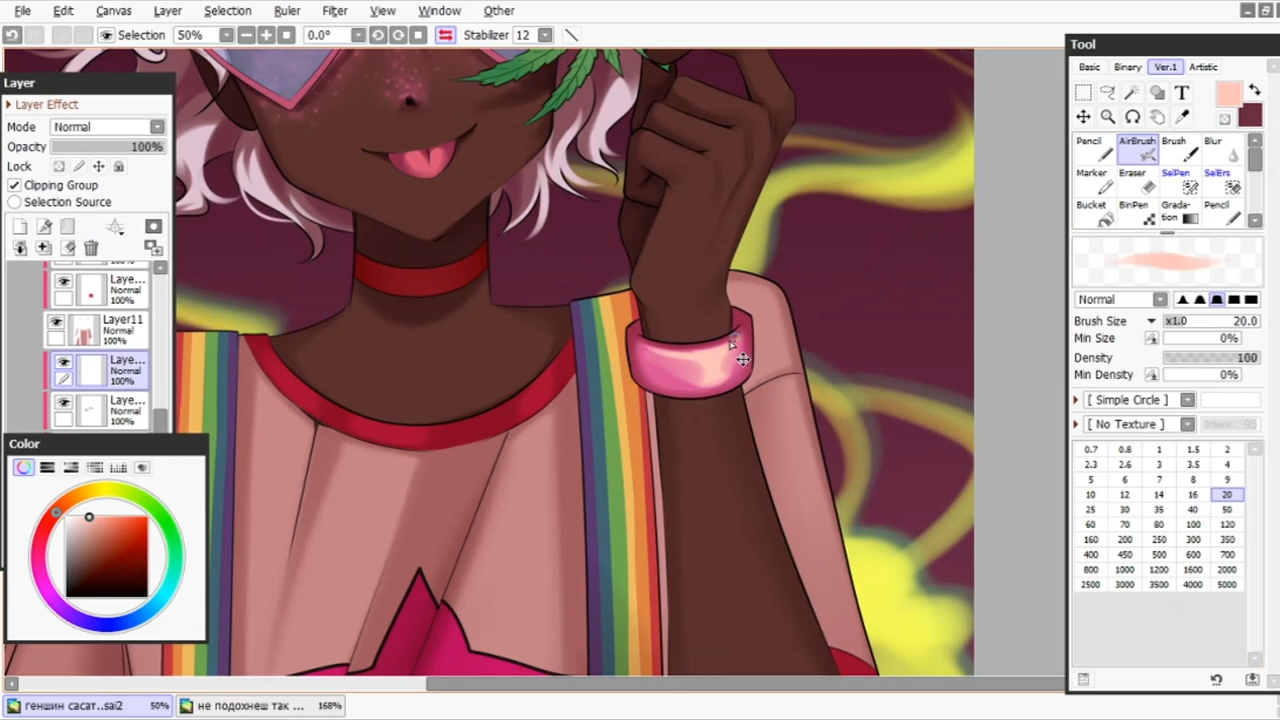 File Edit Canvas Layer Selection Ruler Filter View Window Other
Selection 50% 0.0° Stabilizer 12
Layer
Layer Effect
Mode Normal
Opacity 100%
Lock
Clipping Group
Selection Source
Laye...
Normal
100%
Layer11
Normal
100%
Laye...
Normal
100%
Laye...
Normal
100%
Color
Tool
Basic Binary Ver.1 Artistic
T
Pencil AirBrush Brush Blur
Marker Eraser SelPen SelErs
Bucket BinPen Grada- Pencil
tion
Normal
Brush Size x1.0 20.0
Min Size 0%
Density 100
Min Density 0%
[ Simple Circle ]
[ No Texture ]
0.7 0.8 1 1.5 2
2.3 2.6 3 3.5 4
5 6 7 8 9
10 12 14 16 20
25 30 35 40 50
60 70 80 100 120
160 200 250 300 350
400 450 500 600 700
800 1000 1200 1600 2000
2500 3000 3500 4000 5000
геншин сасат..sai2 50% не подохнеш так ... 168%